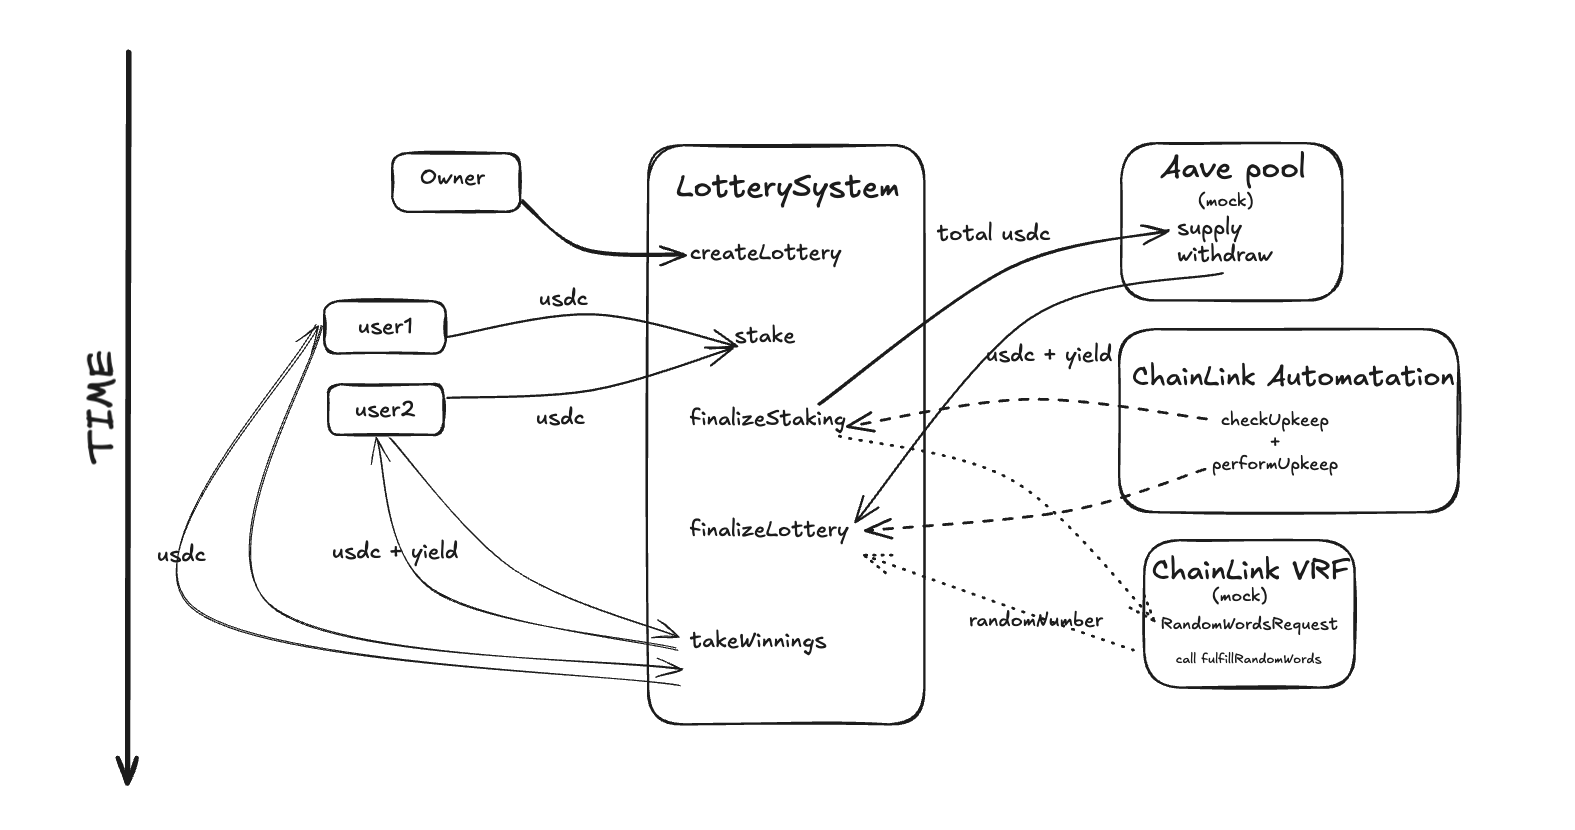 TIME
Owner
user1
user2
usdc
usdc
usdc
usdc + yield
LotterySystem
createLottery
stake
finalizeStaking
finalizeLottery
takeWinnings
total usdc
usdc + yield
randomNumber
Aave pool
(mock)
supply
withdraw
ChainLink Automatation
checkUpkeep
+
performUpkeep
ChainLink VRF
(mock)
RandomWordsRequest
call fulfillRandomWords